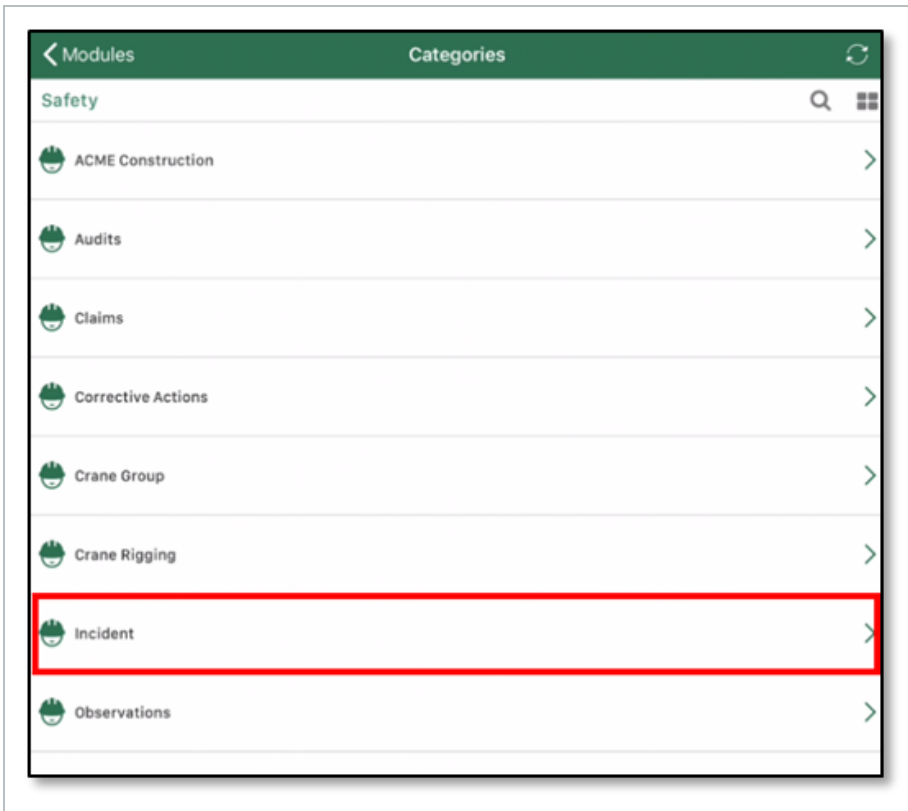 Modules
Categories
Safety
ACME Construction
Audits
Claims
Corrective Actions
Crane Group
Crane Rigging
Incident
Observations